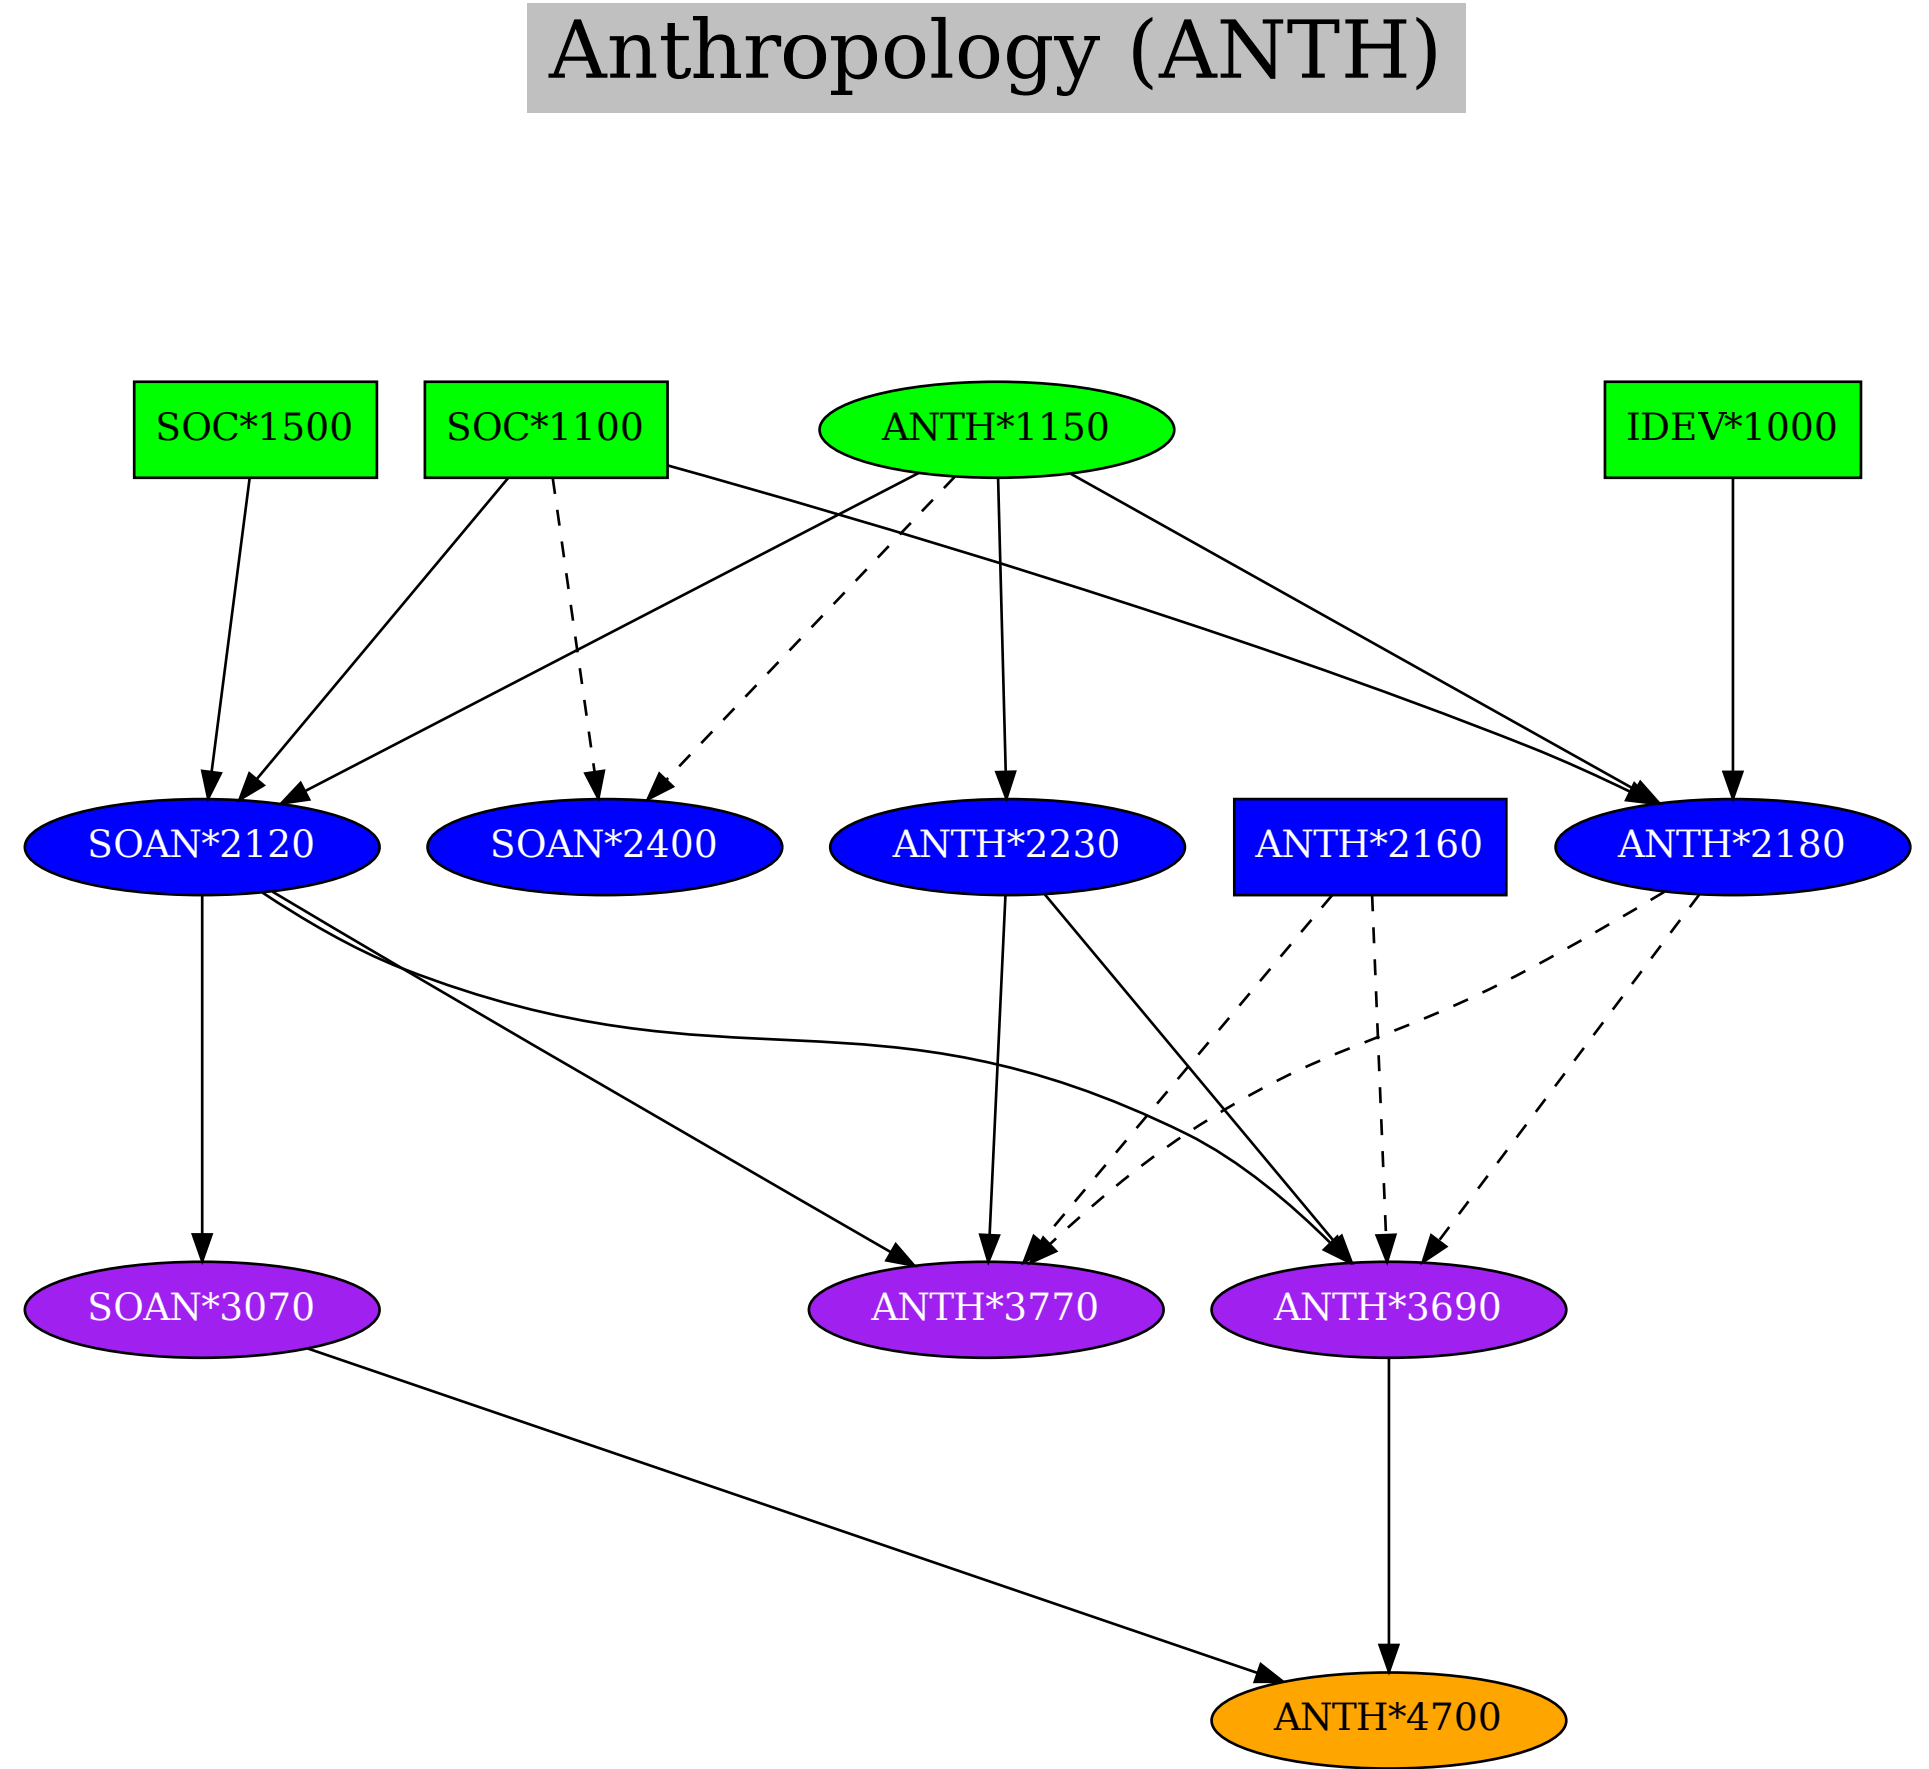 Anthropology (ANTH)
SOC*1500
SOC*1100
ANTH*1150
IDEV*1000
SOAN*2120
SOAN*2400
ANTH*2230
ANTH*2160
ANTH*2180
SOAN*3070
ANTH*3770
ANTH*3690
ANTH*4700